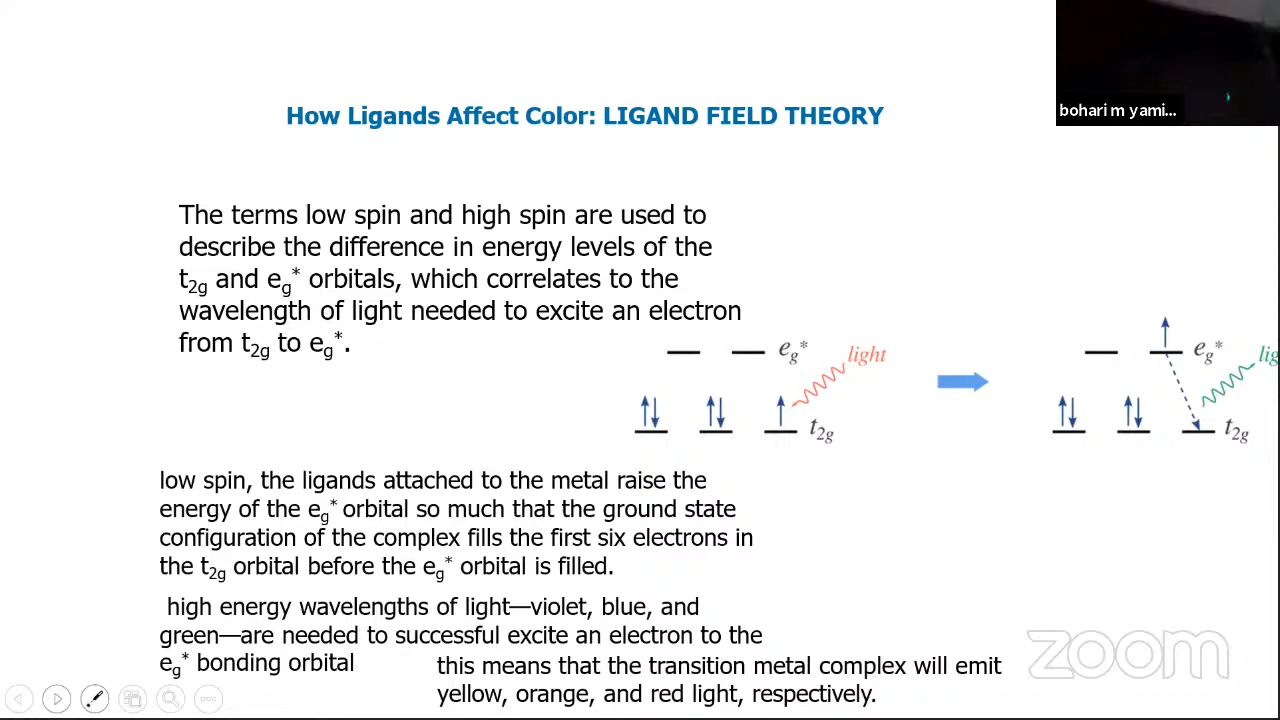 bohari m yami...
How Ligands Affect Color: LIGAND FIELD THEORY
The terms low spin and high spin are used to
describe the difference in energy levels of the
t2g and eg* orbitals, which correlates to the
wavelength of light needed to excite an electron
from t2g to eg*.
eg*
light
t2g
eg*
lig
t2g
low spin, the ligands attached to the metal raise the
energy of the eg* orbital so much that the ground state
configuration of the complex fills the first six electrons in
the t2g orbital before the eg* orbital is filled.
high energy wavelengths of light—violet, blue, and
green—are needed to successful excite an electron to the
eg* bonding orbital
this means that the transition metal complex will emit
yellow, orange, and red light, respectively.
zoom